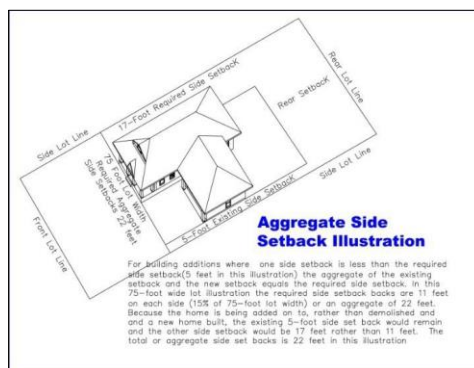 17-Foot Required Side SetbacK
Side Lot Line
Rear Lot Line
Rear SetbacK
75 Foot Lot Width
Required Aggregate
Side Setbacks 22 feet
Front Lot Line
Side Lot Line
5-Foot Existing Side SetbacK
Aggregate Side
Setback Illustration
For building additions where one side setback is less than the required
side setback(5 feet in this illustration) the aggregate of the existing
setback and the new setback equals the required side setback. In this
75-foot wide lot illustration the required side setback backs are 11 feet
on each side (15% of 75-foot lot width) or an aggregate of 22 feet.
Because the home is being added on to, rather than demolished and
and a new home built, the existing 5-foot side set back would remain
and the other side setback would be 17 feet rather than 11 feet. The
total or aggregate side set backs is 22 feet in this illustration